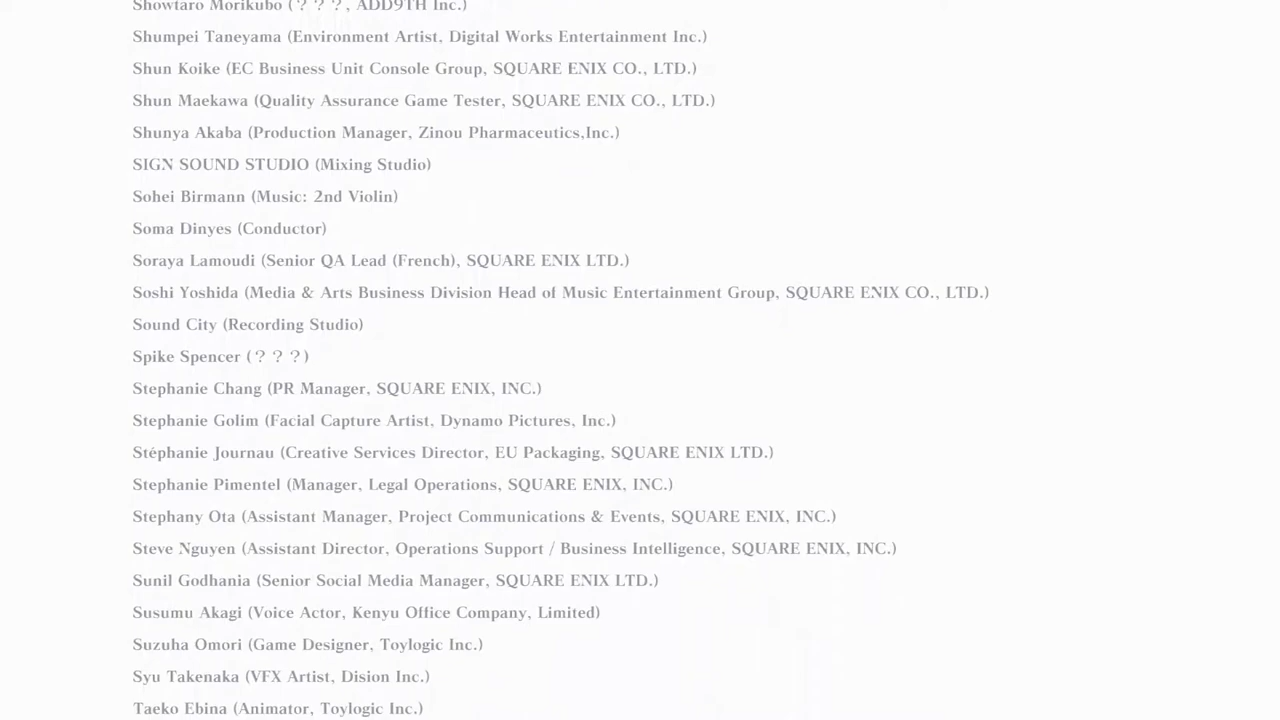 Showtaro Morikubo (？？？, ADD9TH Inc.)
Shumpei Taneyama (Environment Artist, Digital Works Entertainment Inc.)
Shun Koike (EC Business Unit Console Group, SQUARE ENIX CO., LTD.)
Shun Maekawa (Quality Assurance Game Tester, SQUARE ENIX CO., LTD.)
Shunya Akaba (Production Manager, Zinou Pharmaceutics,Inc.)
SIGN SOUND STUDIO (Mixing Studio)
Sohei Birmann (Music: 2nd Violin)
Soma Dinyes (Conductor)
Soraya Lamoudi (Senior QA Lead (French), SQUARE ENIX LTD.)
Soshi Yoshida (Media & Arts Business Division Head of Music Entertainment Group, SQUARE ENIX CO., LTD.)
Sound City (Recording Studio)
Spike Spencer (？？？)
Stephanie Chang (PR Manager, SQUARE ENIX, INC.)
Stephanie Golim (Facial Capture Artist, Dynamo Pictures, Inc.)
Stéphanie Journau (Creative Services Director, EU Packaging, SQUARE ENIX LTD.)
Stephanie Pimentel (Manager, Legal Operations, SQUARE ENIX, INC.)
Stephany Ota (Assistant Manager, Project Communications & Events, SQUARE ENIX, INC.)
Steve Nguyen (Assistant Director, Operations Support / Business Intelligence, SQUARE ENIX, INC.)
Sunil Godhania (Senior Social Media Manager, SQUARE ENIX LTD.)
Susumu Akagi (Voice Actor, Kenyu Office Company, Limited)
Suzuha Omori (Game Designer, Toylogic Inc.)
Syu Takenaka (VFX Artist, Dision Inc.)
Taeko Ebina (Animator, Toylogic Inc.)